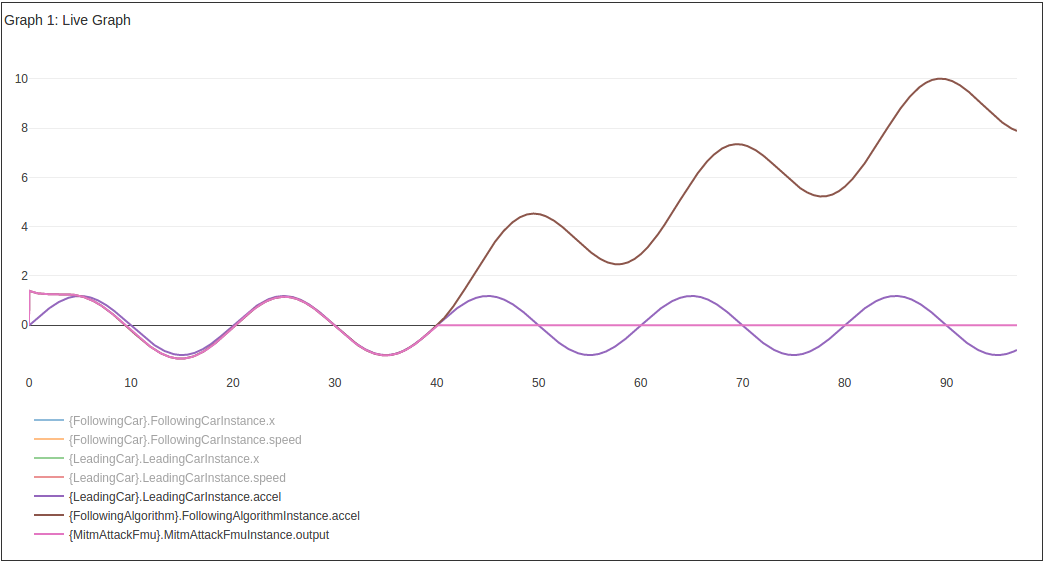 Graph 1: Live Graph
10
8
6
4
2
0
0 10 20 30 40 50 60 70 80 90
{FollowingCar}.FollowingCarInstance.x
{FollowingCar}.FollowingCarInstance.speed
{LeadingCar}.LeadingCarInstance.x
{LeadingCar}.LeadingCarInstance.speed
{LeadingCar}.LeadingCarInstance.accel
{FollowingAlgorithm}.FollowingAlgorithmInstance.accel
{MitmAttackFmu}.MitmAttackFmuInstance.output